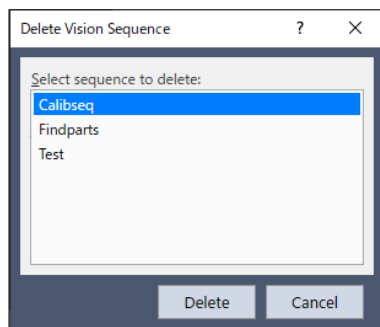 Delete Vision Sequence ?
Select sequence to delete:
Calibseq
Findparts
Test
Delete Cancel